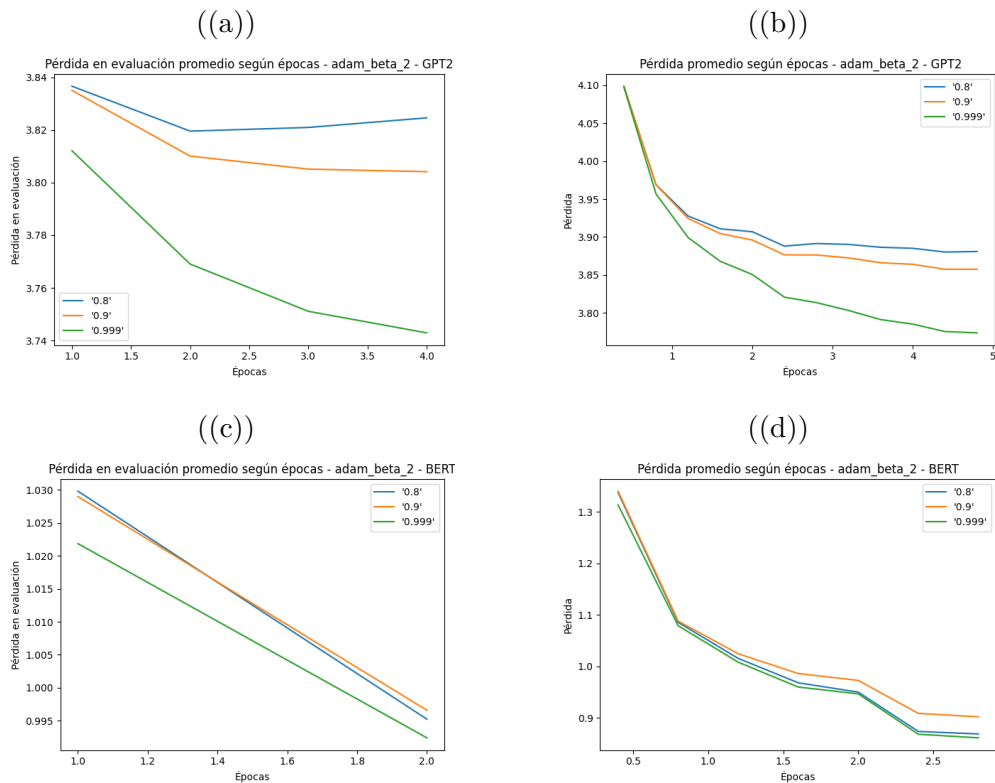 ((a))
Pérdida en evaluación promedio según épocas - adam_beta_2 - GPT2
3.84
3.82
3.80
3.78
3.76
3.74
Pérdida en evaluación
'0.8'
'0.9'
'0.999'
1.0 1.5 2.0 2.5 3.0 3.5 4.0
Épocas
((b))
Pérdida promedio según épocas - adam_beta_2 - GPT2
4.10
4.05
4.00
3.95
3.90
3.85
3.80
Pérdida
'0.8'
'0.9'
'0.999'
1 2 3 4 5
Épocas
((c))
Pérdida en evaluación promedio según épocas - adam_beta_2 - BERT
1.030
1.025
1.020
1.015
1.010
1.005
1.000
0.995
Pérdida en evaluación
'0.8'
'0.9'
'0.999'
1.0 1.2 1.4 1.6 1.8 2.0
Épocas
((d))
Pérdida promedio según épocas - adam_beta_2 - BERT
1.3
1.2
1.1
1.0
0.9
Pérdida
'0.8'
'0.9'
'0.999'
0.5 1.0 1.5 2.0 2.5
Épocas